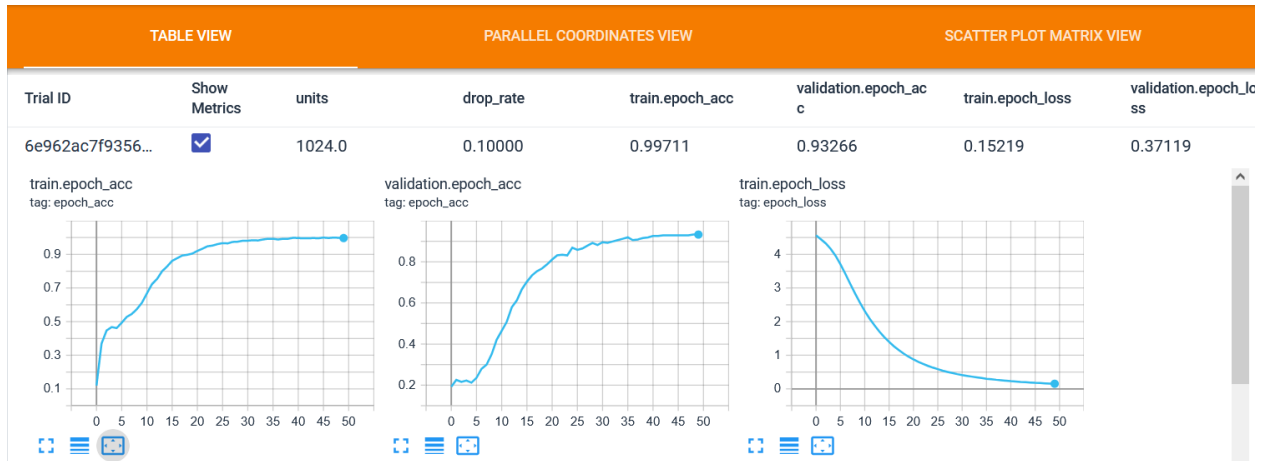 TABLE VIEW PARALLEL COORDINATES VIEW SCATTER PLOT MATRIX VIEW
Trial ID Show Metrics units drop_rate train.epoch_acc validation.epoch_acc train.epoch_loss validation.epoch_loss
6e962ac7f9356... 1024.0 0.10000 0.99711 0.93266 0.15219 0.37119
train.epoch_acc validation.epoch_acc train.epoch_loss
tag: epoch_acc tag: epoch_acc tag: epoch_loss
0.9
0.7
0.5
0.3
0.1
0 5 10 15 20 25 30 35 40 45 50
0.8
0.6
0.4
0.2
0 5 10 15 20 25 30 35 40 45 50
4
3
2
1
0
0 5 10 15 20 25 30 35 40 45 50